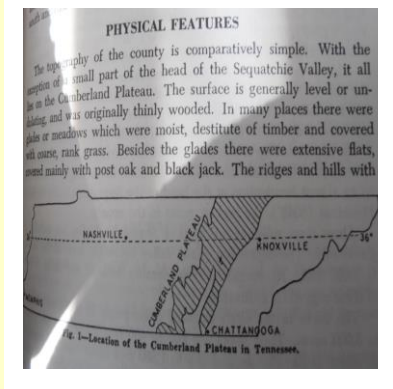 PHYSICAL FEATURES
The topography of the county is comparatively simple. With the
exception of a small part of the head of the Sequatchie Valley, it all
lies on the Cumberland Plateau. The surface is generally level or un-
dulating, and was originally thinly wooded. In many places there were
glades or meadows which were moist, destitute of timber and covered
with coarse, rank grass. Besides the glades there were extensive flats,
covered mainly with post oak and black jack. The ridges and hills with
NASHVILLE
CUMBERLAND PLATEAU
KNOXVILLE
36°
CHATTANOOGA
Fig. 1—Location of the Cumberland Plateau in Tennessee.